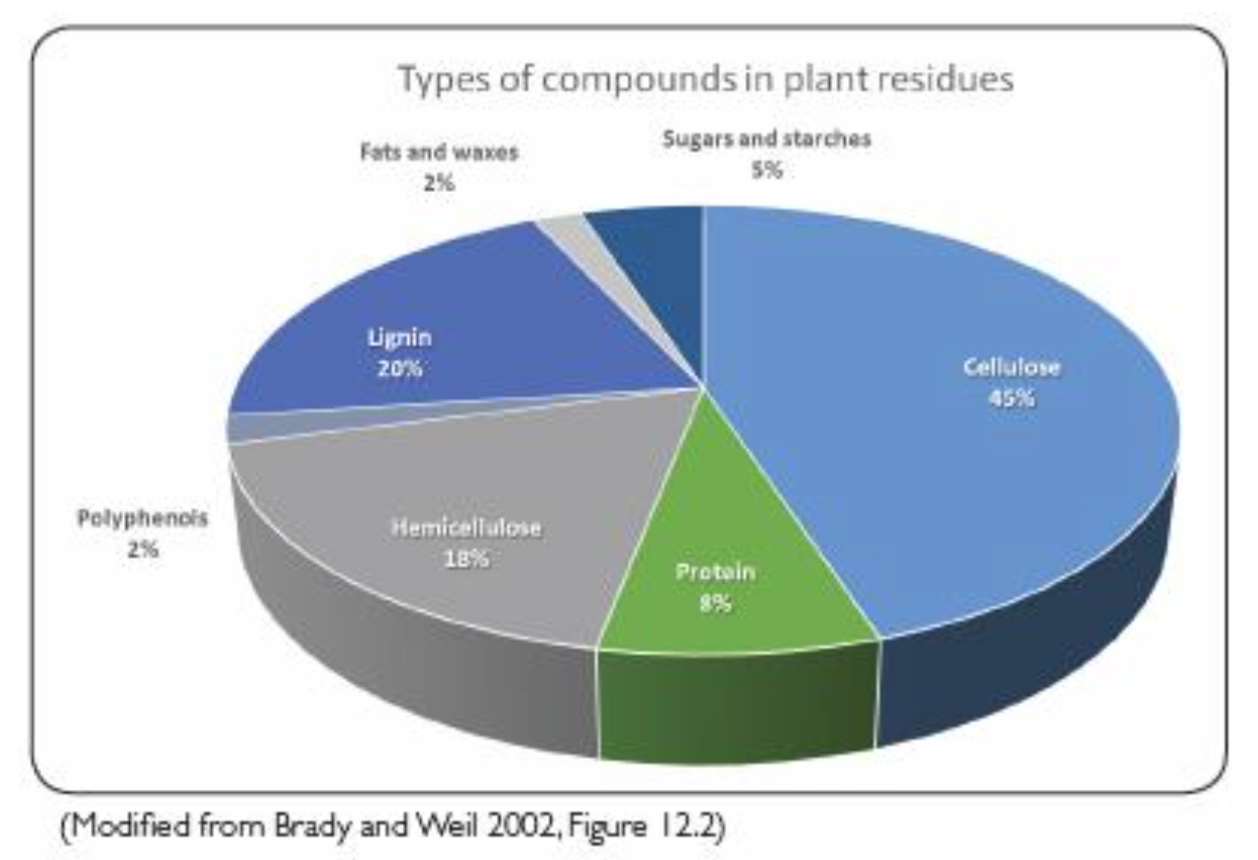 Types of compounds in plant residues
Fats and waxes
2%
Sugars and starches
5%
Lignin
20%
Cellulose
45%
Polyphenols
2%
Hemicellulose
18%
Protein
8%
(Modified from Brady and Weil 2002, Figure 12.2)